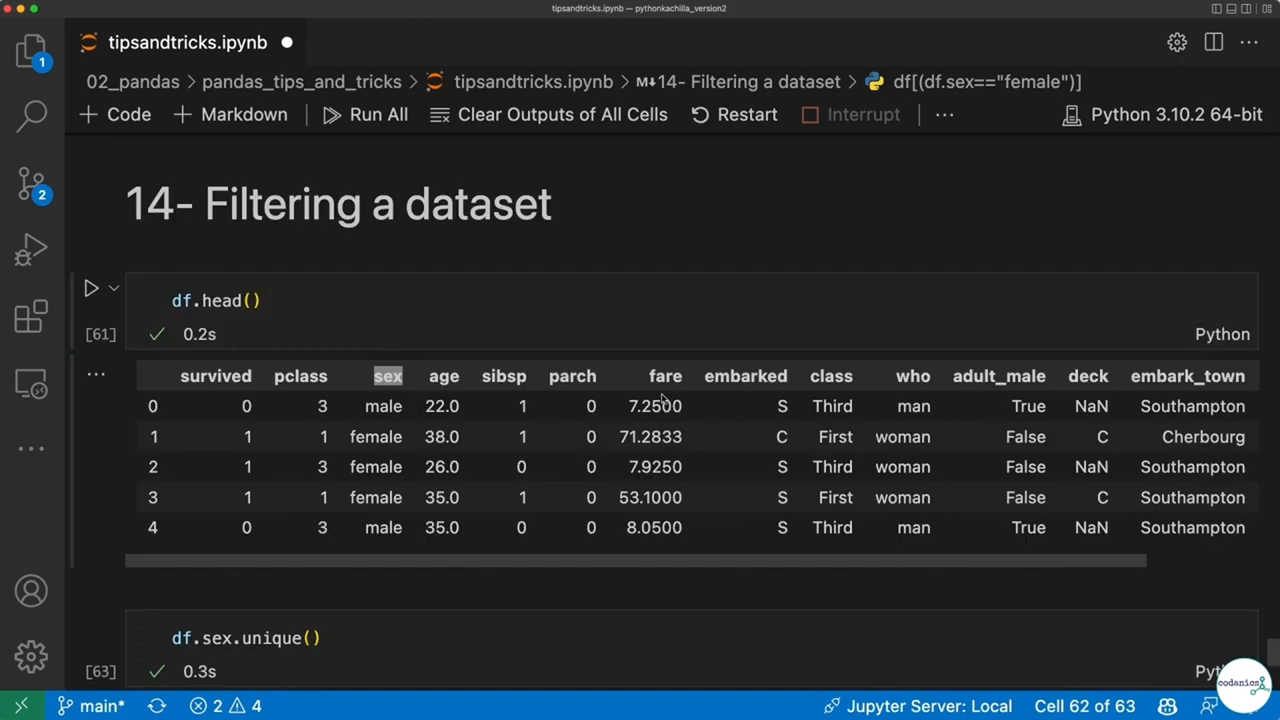 tipsandtricks.ipynb — pythonkachilla_version2
tipsandtricks.ipynb
02_pandas > pandas_tips_and_tricks > tipsandtricks.ipynb > M↓14- Filtering a dataset > df[(df.sex=="female")]
+ Code + Markdown Run All Clear Outputs of All Cells Restart Interrupt ... Python 3.10.2 64-bit
1
2
14- Filtering a dataset
df.head()
[61] ✓ 0.2s Python
... survived pclass sex age sibsp parch fare embarked class who adult_male deck embark_town
0 0 3 male 22.0 1 0 7.2500 S Third man True NaN Southampton
1 1 1 female 38.0 1 0 71.2833 C First woman False C Cherbourg
2 1 3 female 26.0 0 0 7.9250 S Third woman False NaN Southampton
3 1 1 female 35.0 1 0 53.1000 S First woman False C Southampton
4 0 3 male 35.0 0 0 8.0500 S Third man True NaN Southampton
df.sex.unique()
[63] ✓ 0.3s
codanics
main* 2 4 Jupyter Server: Local Cell 62 of 63